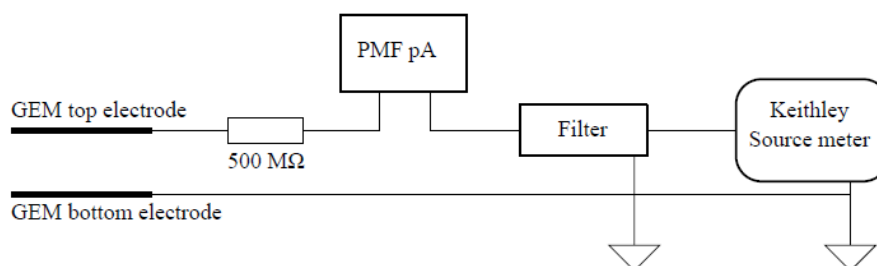 PMF pA
GEM top electrode
500 MΩ
Filter
Keithley
Source meter
GEM bottom electrode